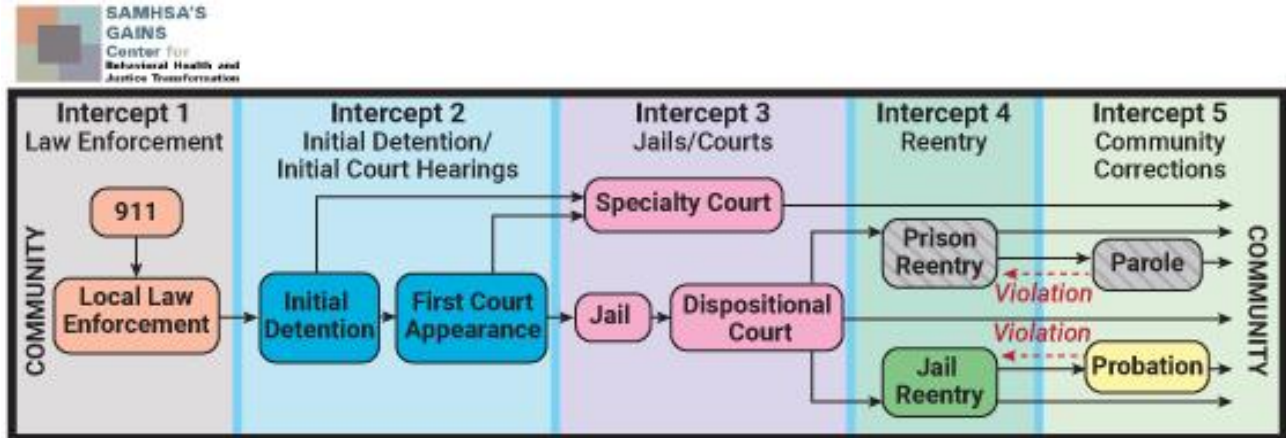 SAMHSA'S
GAINS
Center for
Behavioral Health and
Justice Transformation
Intercept 1
Law Enforcement
Intercept 2
Initial Detention/
Initial Court Hearings
Intercept 3
Jails/Courts
Intercept 4
Reentry
Intercept 5
Community
Corrections
COMMUNITY
911
Local Law
Enforcement
Initial
Detention
First Court
Appearance
Specialty Court
Jail
Dispositional
Court
Prison
Reentry
Parole
Violation
Violation
Jail
Reentry
Probation
COMMUNITY